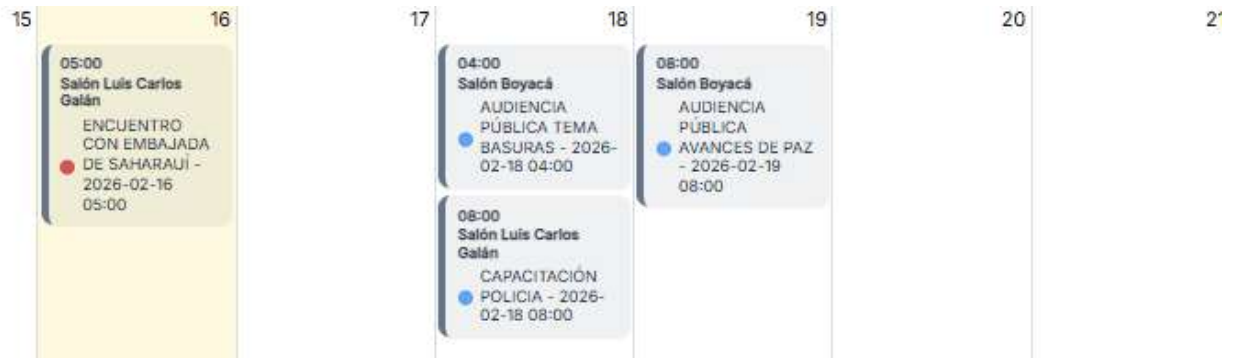 15
16
17
18
19
20
05:00
Salón Luis Carlos
Galán
ENCUENTRO
CON EMBAJADA
DE SAHARAUÍ -
2026-02-16
05:00
04:00
Salón Boyacá
AUDIENCIA
PÚBLICA TEMA
BASURAS - 2026-
02-18 04:00
08:00
Salón Luis Carlos
Galán
CAPACITACIÓN
POLICIA - 2026-
02-18 08:00
08:00
Salón Boyacá
AUDIENCIA
PÚBLICA
AVANCES DE PAZ
- 2026-02-19
08:00